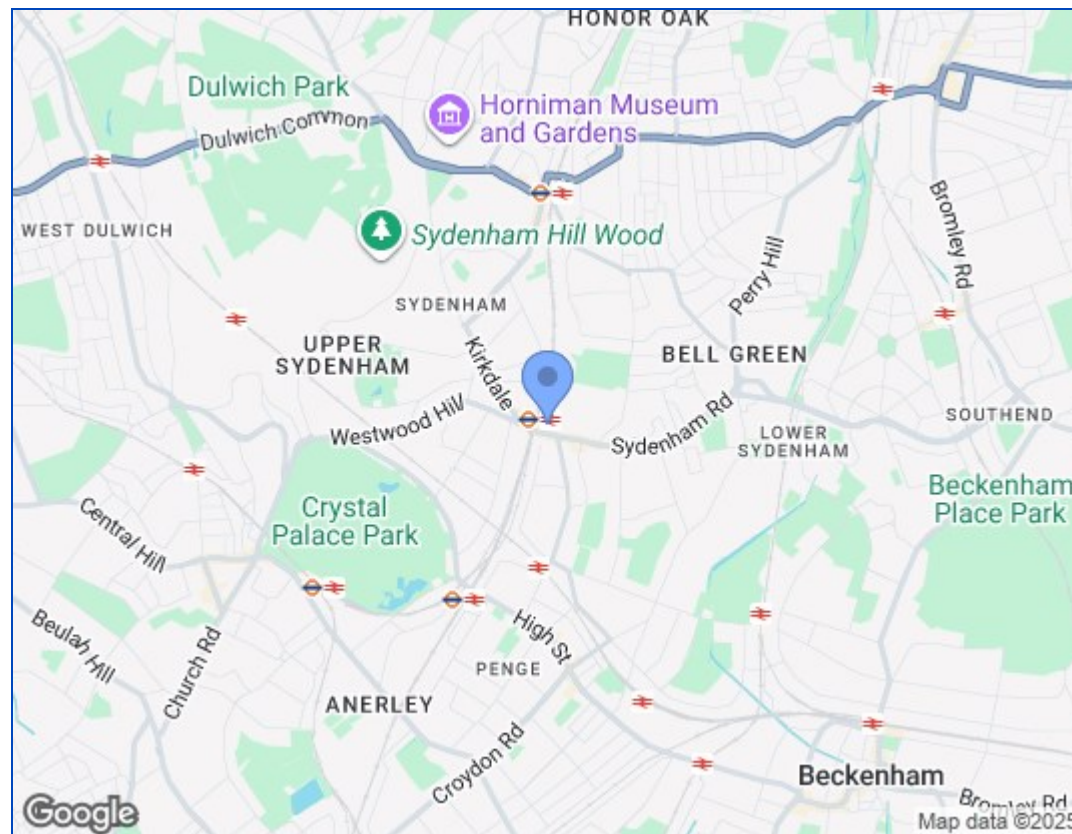 HONOR OAK
Dulwich Park
Horniman Museum
and Gardens
Dulwich Common
Bromley Rd
WEST DULWICH
Sydenham Hill Wood
Perry Hill
SYDENHAM
UPPER
SYDENHAM
Kirkdale
BELL GREEN
Westwood Hill
Sydenham Rd
SOUTHEND
LOWER
SYDENHAM
Crystal
Palace Park
Beckenham
Place Park
Central Hill
Beulah Hill
Church Rd
High St
PENGE
ANERLEY
Croydon Rd
Beckenham
Bromley Rd
Google
Map data ©2025